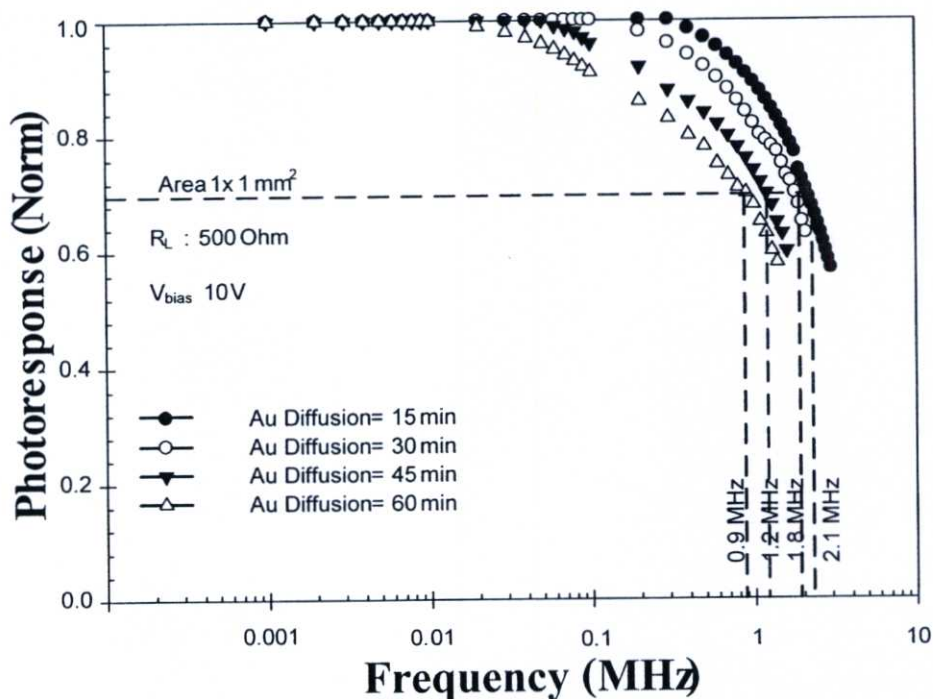 Photoresponse (Norm)
1.0
0.8
0.6
0.4
0.2
0.0
Area 1x 1 mm²
R_L : 500 Ohm
V_bias 10V
Au Diffusion= 15 min
Au Diffusion= 30 min
Au Diffusion= 45 min
Au Diffusion= 60 min
0.9 MHz
1.2 MHz
1.8 MHz
2.1 MHz
0.001
0.01
0.1
1
10
Frequency (MHz)